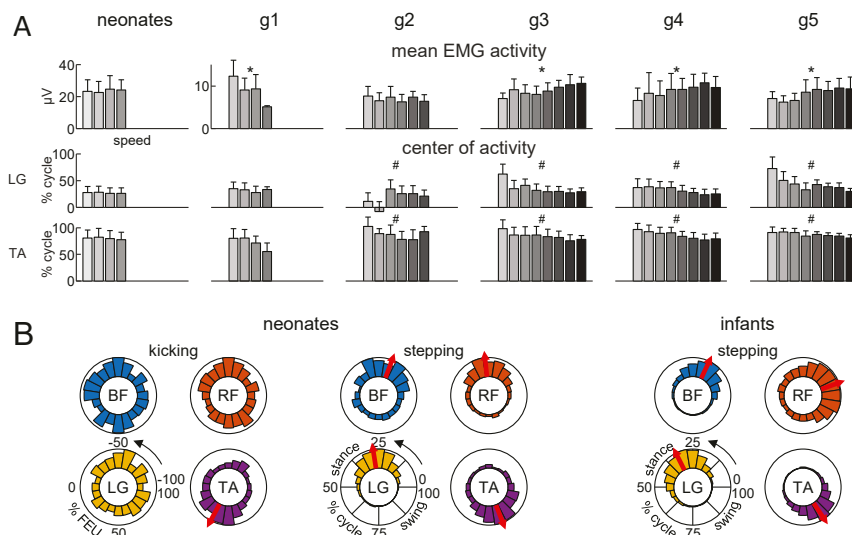 A
neonates g1 g2 g3 g4 g5
mean EMG activity
40
20
0
µV
10
0
* * * *
speed
center of activity
LG
% cycle
100
50
0
# # # #
TA
% cycle
100
50
0
# # # #
B
neonates infants
kicking stepping stepping
BF RF BF RF BF RF
-50 25 25
LG TA LG TA LG TA
0 -100
100
% FEU
50
stance
50
0
100
% cycle
swing
75
stance
50
0
100
% cycle
swing
75